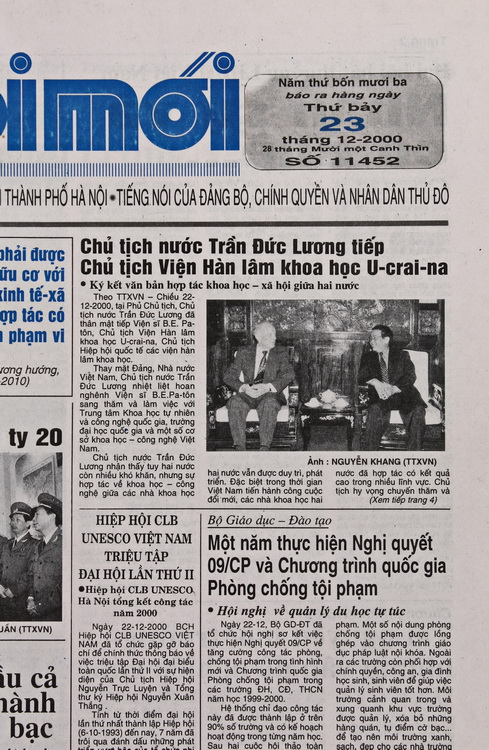 ới mới
Năm thứ bốn mươi ba
báo ra hàng ngày
Thứ bảy
23
tháng 12-2000
28 tháng Mười một Canh Thìn
SỐ 11452
THÀNH PHỐ HÀ NỘI • TIẾNG NÓI CỦA ĐẢNG BỘ, CHÍNH QUYỀN VÀ NHÂN DÂN THỦ ĐÔ
phải được
ữu cơ với
kinh tế-xã
ợp tác có
phạm vi
ương hướng,
-2010)
ty 20
UẤN (TTXVN)
ầu cả
hành
bạc
Chủ tịch nước Trần Đức Lương tiếp
Chủ tịch Viện Hàn lâm khoa học U-crai-na
• Ký kết văn bản hợp tác khoa học – xã hội giữa hai nước
Theo TTXVN – Chiều 22-
12-2000, tại Phủ Chủ tịch, Chủ
tịch nước Trần Đức Lương đã
thân mật tiếp Viện sĩ B.E. Pa-
tôn, Chủ tịch Viện Hàn lâm
khoa học U-crai-na, Chủ tịch
Hiệp hội quốc tế các viện hàn
lâm khoa học.
Thay mặt Đảng, Nhà nước
Việt Nam, Chủ tịch nước Trần
Đức Lương nhiệt liệt hoan
nghênh Viện sĩ B.E.Pa-tôn
sang thăm và làm việc với
Trung tâm Khoa học tự nhiên
và công nghệ quốc gia, trường
đại học quốc gia và một số cơ
sở khoa học – công nghệ Việt
Nam.
Chủ tịch nước Trần Đức
Lương nhận thấy tuy hai nước
còn nhiều khó khăn, nhưng sự
hợp tác về khoa học – công
nghệ giữa các nhà khoa học
Ảnh : NGUYỄN KHANG (TTXVN)
hai nước vẫn được duy trì, phát
triển. Đặc biệt trong thời gian
Việt Nam tiến hành công cuộc
đổi mới, các nhà khoa học hai
nước đã hợp tác có kết quả
cao trong nhiều lĩnh vực. Chủ
tịch hy vọng chuyến thăm và
(Xem tiếp trang 4)
HIỆP HỘI CLB
UNESCO VIỆT NAM
TRIỆU TẬP
ĐẠI HỘI LẦN THỨ II
• Hiệp hội CLB UNESCO
Hà Nội tổng kết công tác
năm 2000
Ngày 22-12-2000 BCH
Hiệp hội CLB UNESCO VIỆT
NAM đã tổ chức gặp gỡ báo
chí để chính thức thông báo về
việc triệu tập Đại hội đại biểu
toàn quốc lần thứ II với sự hiện
diện của Chủ tịch Hiệp hội
Nguyễn Trực Luyện và Tổng
thư ký Hiệp hội Nguyễn Xuân
Thắng .
Tính từ thời điểm đại hội
lần thứ nhất thành lập Hiệp hội
(6-10-1993) đến nay, 7 năm đã
trôi qua đánh dấu những phát
Bộ Giáo dục – Đào tạo
Một năm thực hiện Nghị quyết
09/CP và Chương trình quốc gia
Phòng chống tội phạm
• Hội nghị về quản lý du học tự túc
Ngày 22-12, Bộ GD-ĐT đã
tổ chức hội nghị sơ kết việc
thực hiện Nghị quyết 09/CP về
tăng cường công tác phòng,
chống tội phạm trong tình hình
mới và Chương trình quốc gia
Phòng chống tội phạm trong
các trường ĐH, CĐ, THCN
năm học 1999-2000.
Hệ thống chỉ đạo công tác
này đã được thành lập ở trên
90% số trường và có kế hoạch
hoạt động trong từng năm học.
Sau hai cuộc hội thảo toàn
phạm. Một số nội dung phòng
chống tội phạm được lồng
ghép vào chương trình giáo
dục pháp luật nội khóa. Ngoài
ra các trường còn phối hợp với
chính quyền, công an, gia đình
học sinh, sinh viên để giúp việc
quản lý sinh viên tốt hơn. Môi
trường cảnh quan trong và
xung quanh khu vực trường
được quản lý, xóa bỏ những
hàng quán, tụ điểm cờ bạc...
để tạo nên môi trường xanh,
sạch, đẹp cho các nhà trường